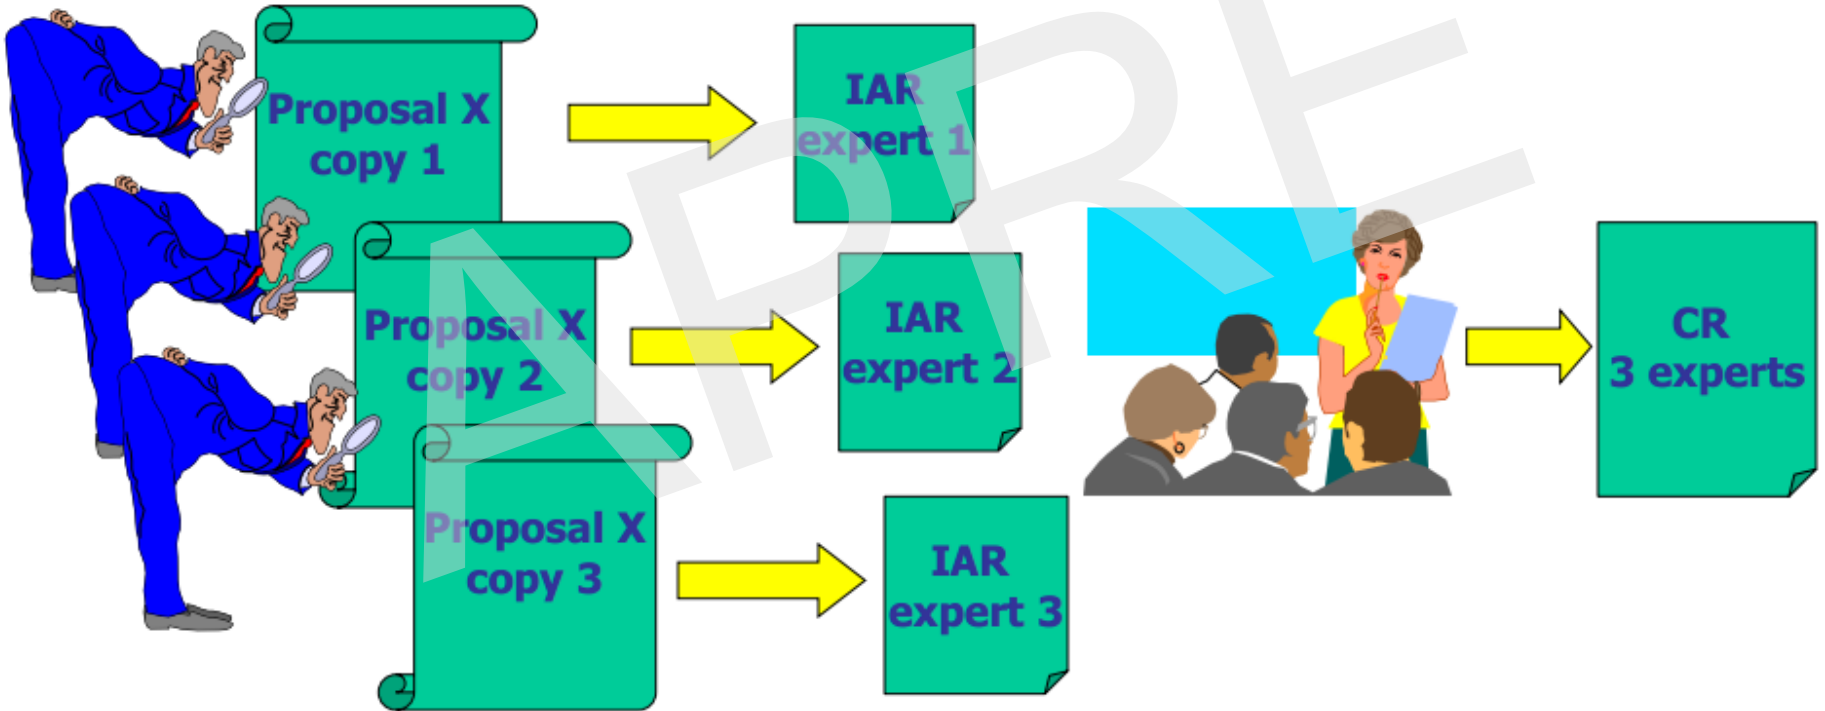 Proposal X
copy 1
IAR
expert 1
Proposal X
copy 2
IAR
expert 2
Proposal X
copy 3
IAR
expert 3
CR
3 experts
APRE